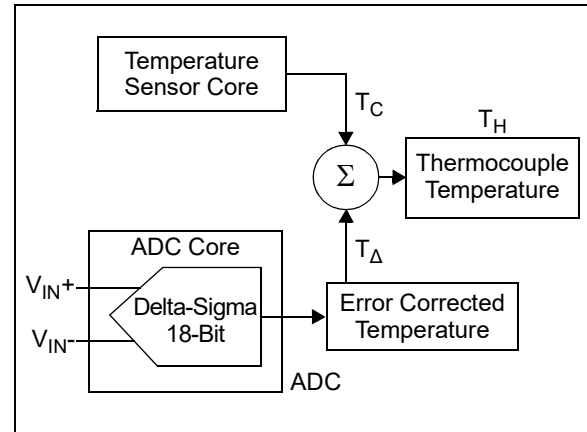 Temperature
Sensor Core
T_C
T_H
Σ
Thermocouple
Temperature
ADC Core
T_Δ
V_IN+
Delta-Sigma
18-Bit
V_IN-
Error Corrected
Temperature
ADC